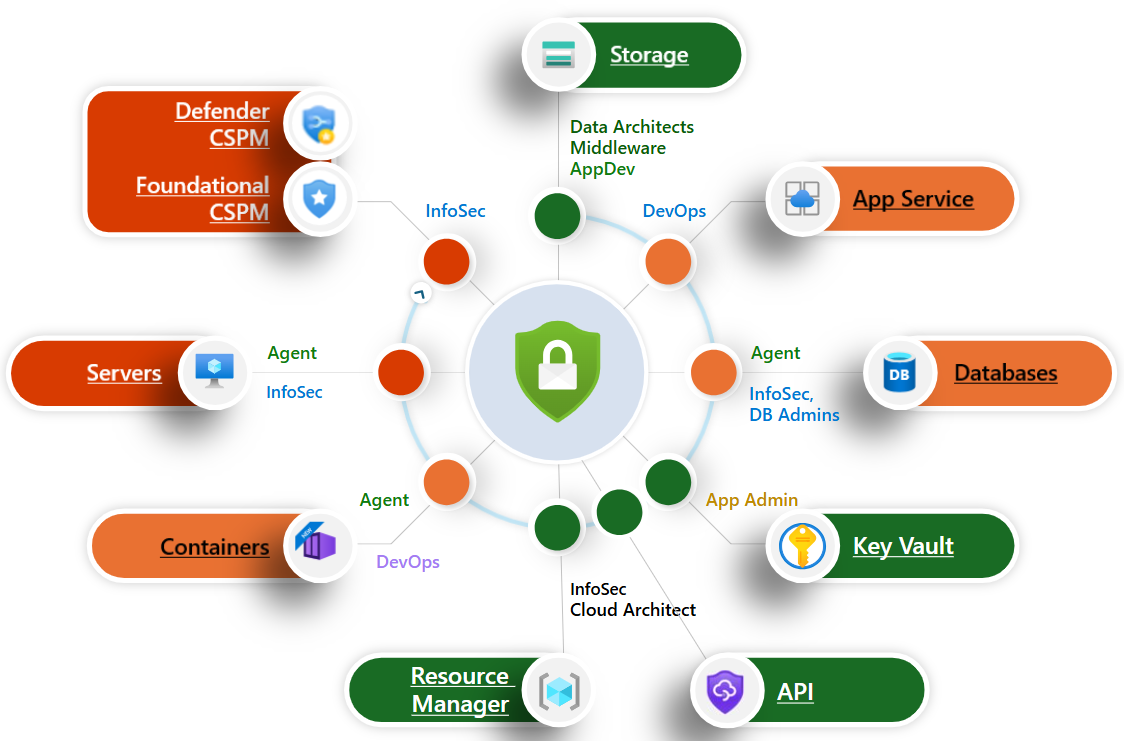 Storage
Data Architects
Middleware
AppDev
Defender
CSPM
Foundational
CSPM
InfoSec
DevOps
App Service
Servers
Agent
InfoSec
Agent
InfoSec,
DB Admins
DB
Databases
Containers
NEW
Agent
DevOps
App Admin
Key Vault
InfoSec
Cloud Architect
Resource
Manager
API